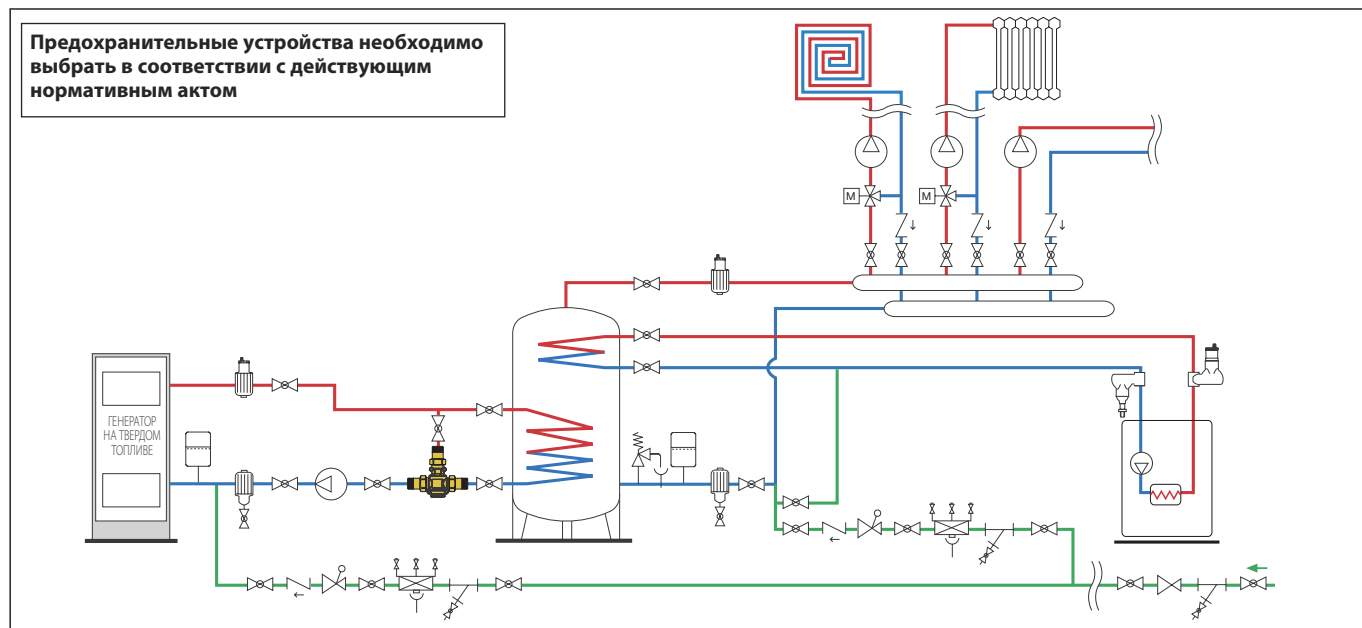 Предохранительные устройства необходимо
выбрать в соответствии с действующим
нормативным актом
M
M
ГЕНЕРАТОР
НА ТВЕРДОМ
ТОПЛИВЕ